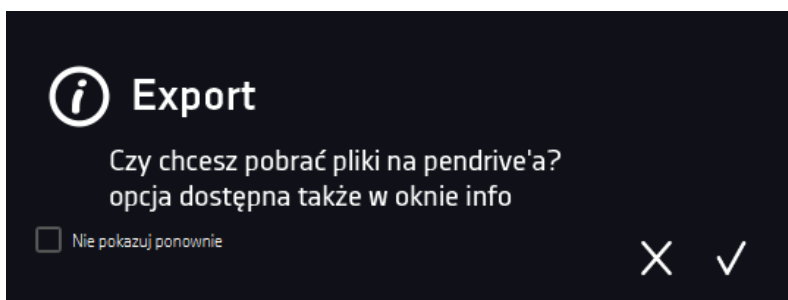 Export
Czy chcesz pobrać pliki na pendrive'a?
opcja dostępna także w oknie info
Nie pokazuj ponownie